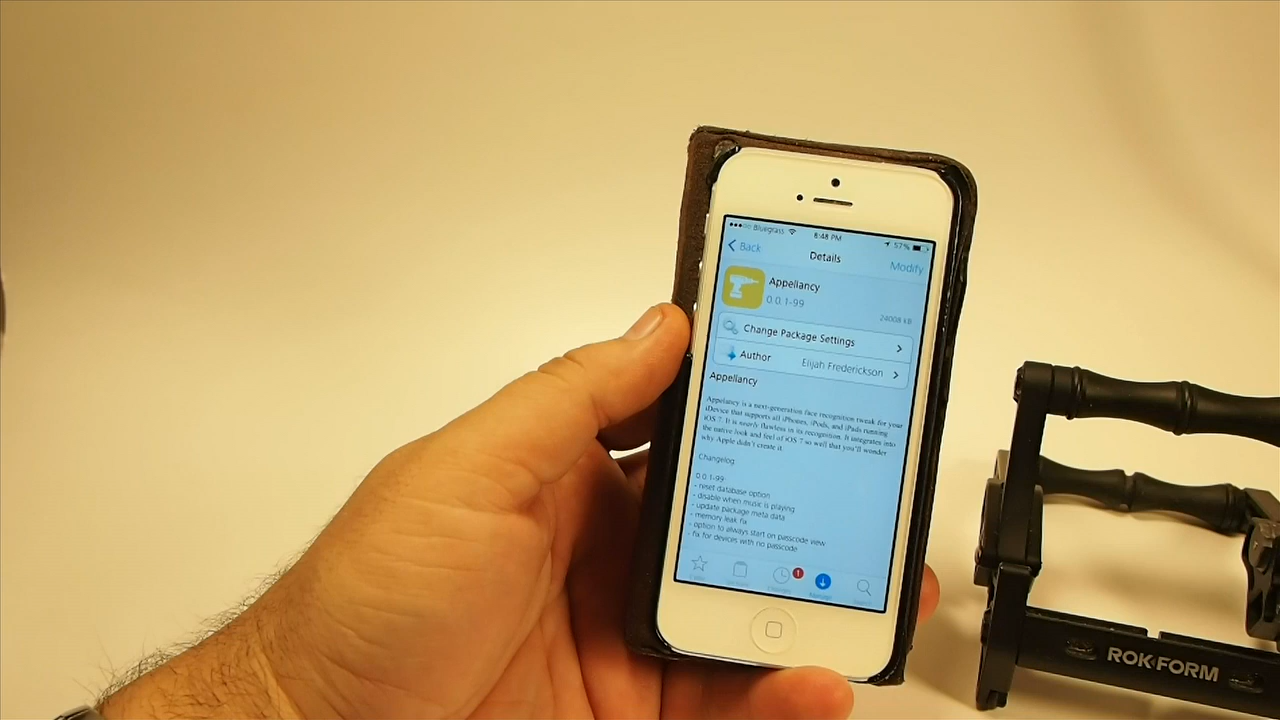 Bluegrass 6:48 PM 57%
Back Details Modify
Appellancy
0.0.1-99
24008 kB
Change Package Settings
Author Elijah Frederickson
Appellancy
Appelancy is a next-generation face recognition tweak for your
iDevice that supports all iPhones, iPods, and iPads running
iOS 7. It is nearly flawless in its recognition. It integrates into
the native look and feel of iOS 7 so well that you'll wonder
why Apple didn't create it.
Changelog
0.0.1-99:
- reset database option
- disable when music is playing
- update package meta data
- memory leak fix
- option to always start on passcode view
- fix for devices with no passcode
1
ROKFORM